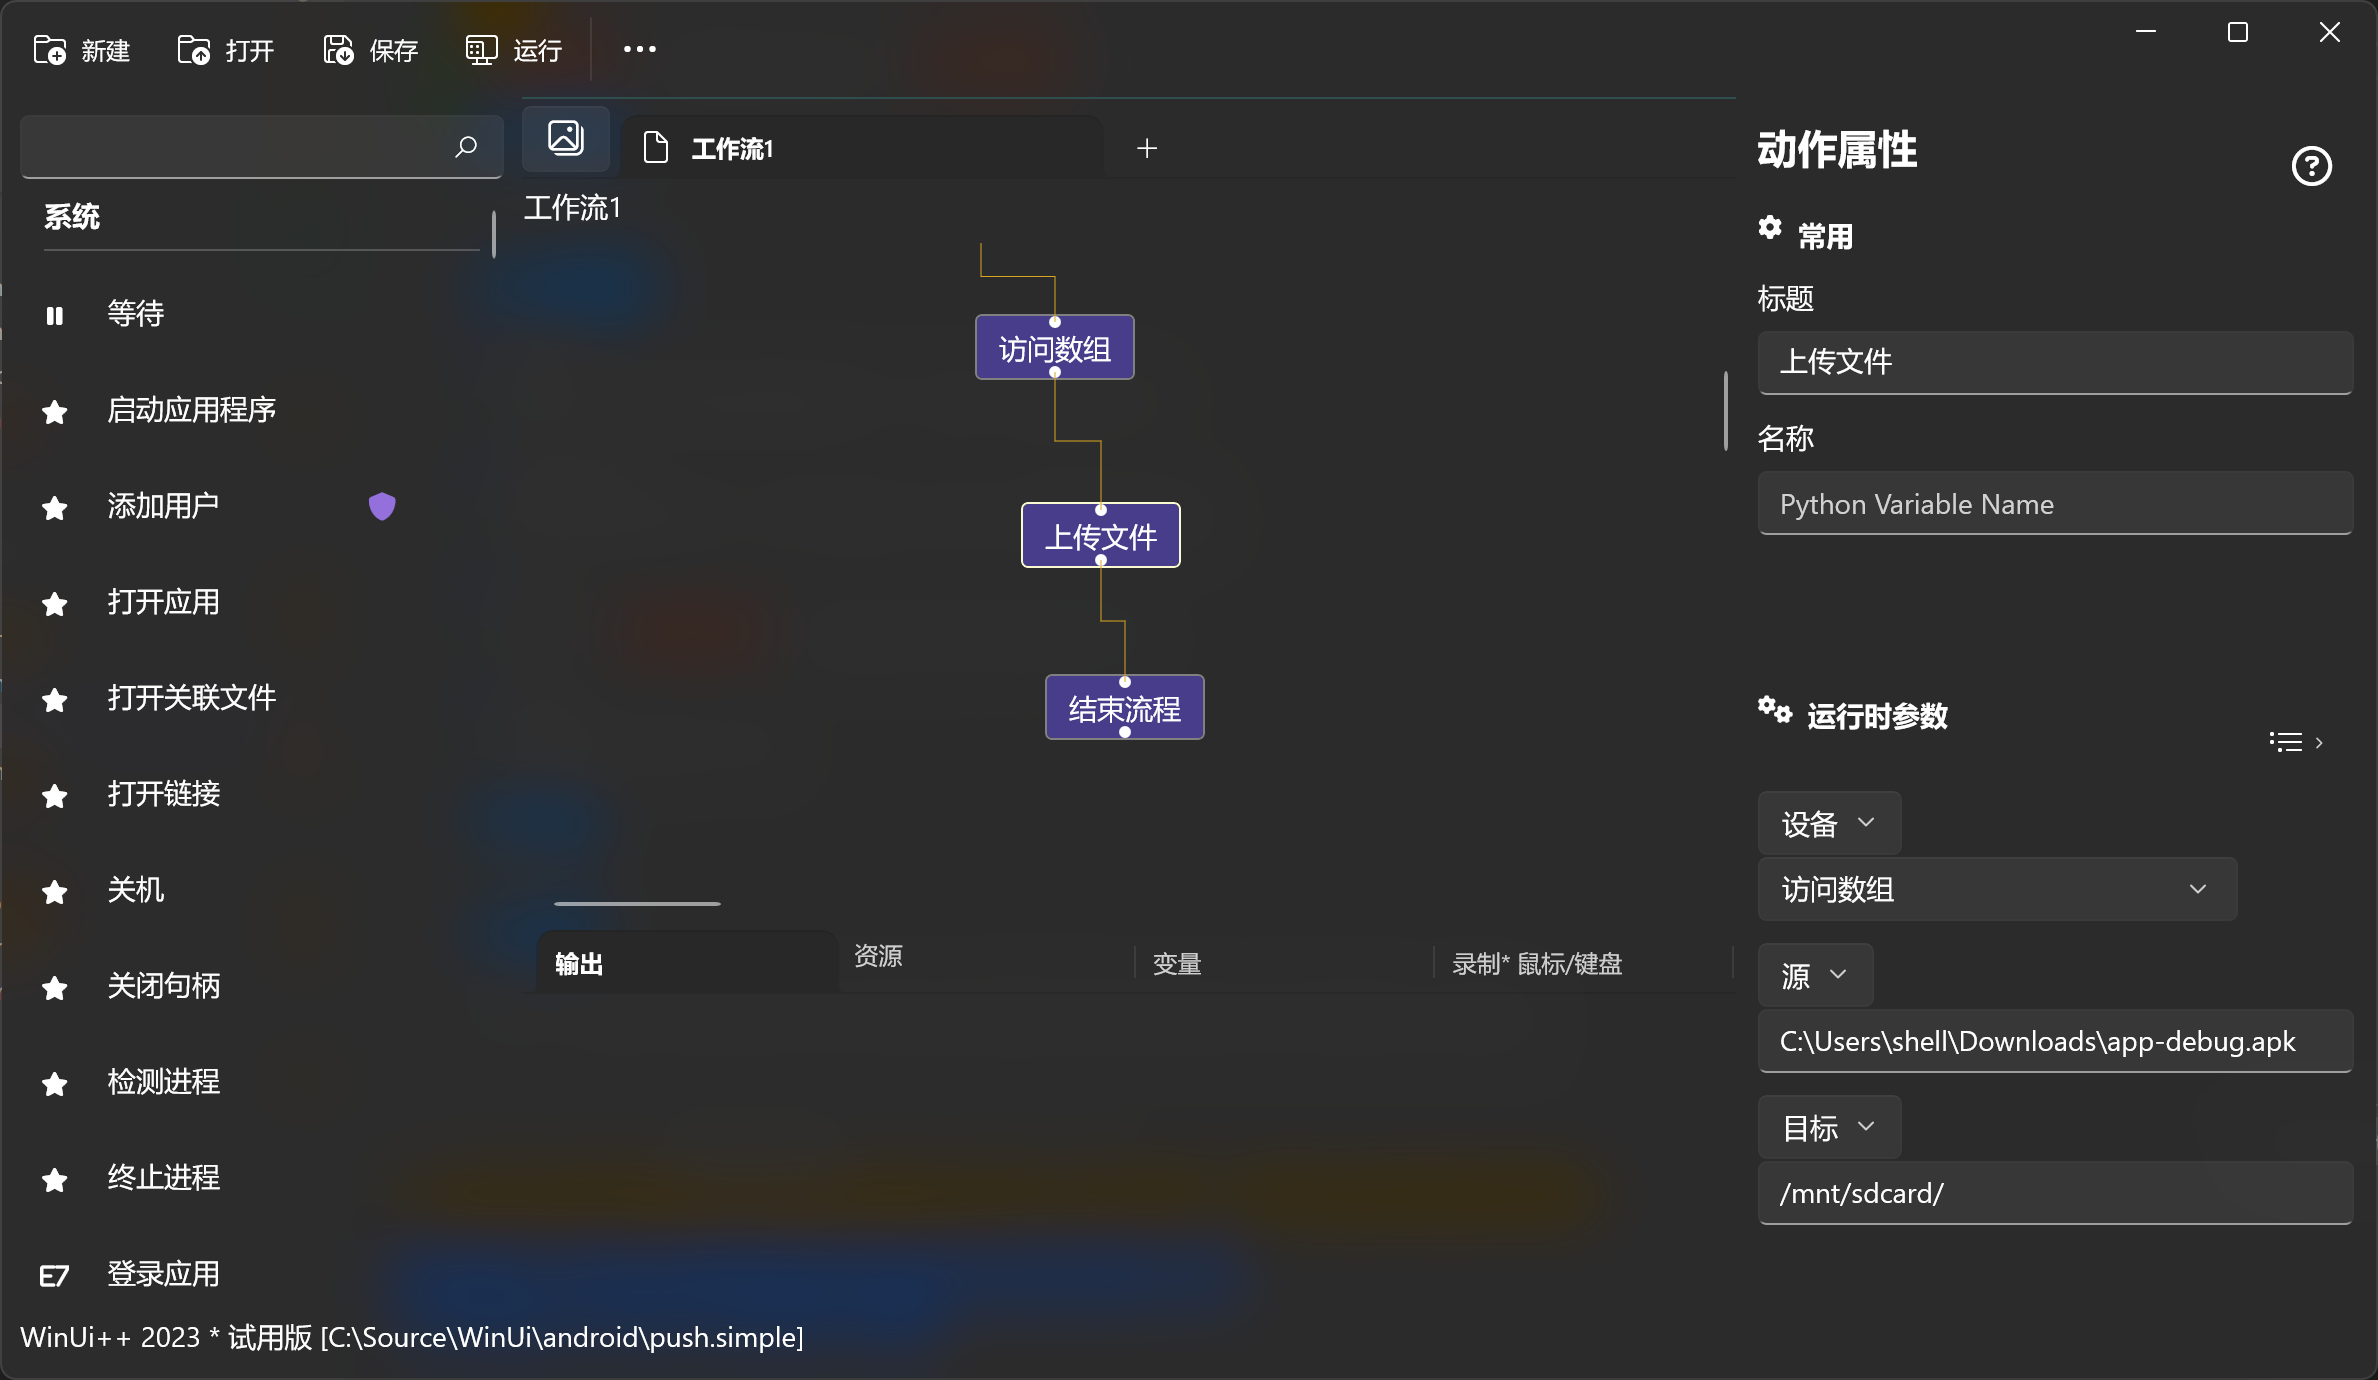 新建
打开
保存
运行
工作流1
工作流1
系统
等待
启动应用程序
添加用户
打开应用
打开关联文件
打开链接
关机
关闭句柄
检测进程
终止进程
登录应用
访问数组
上传文件
结束流程
输出
资源
变量
录制* 鼠标/键盘
动作属性
常用
标题
上传文件
名称
Python Variable Name
运行时参数
设备
访问数组
源
C:\Users\shell\Downloads\app-debug.apk
目标
/mnt/sdcard/
WinUi++ 2023 * 试用版 [C:\Source\WinUi\android\push.simple]